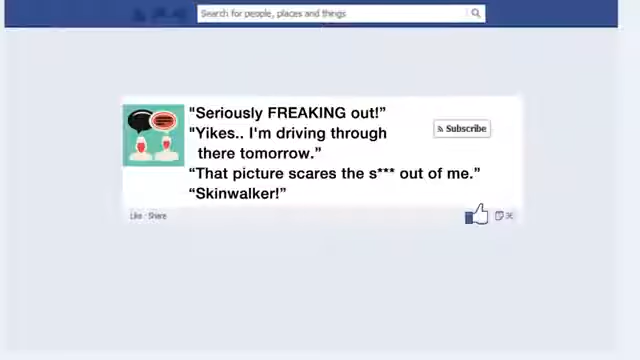 Search for people, places and things
“Seriously FREAKING out!”
“Yikes.. I'm driving through
there tomorrow.”
“That picture scares the s*** out of me.”
“Skinwalker!”
Subscribe
Like · Share